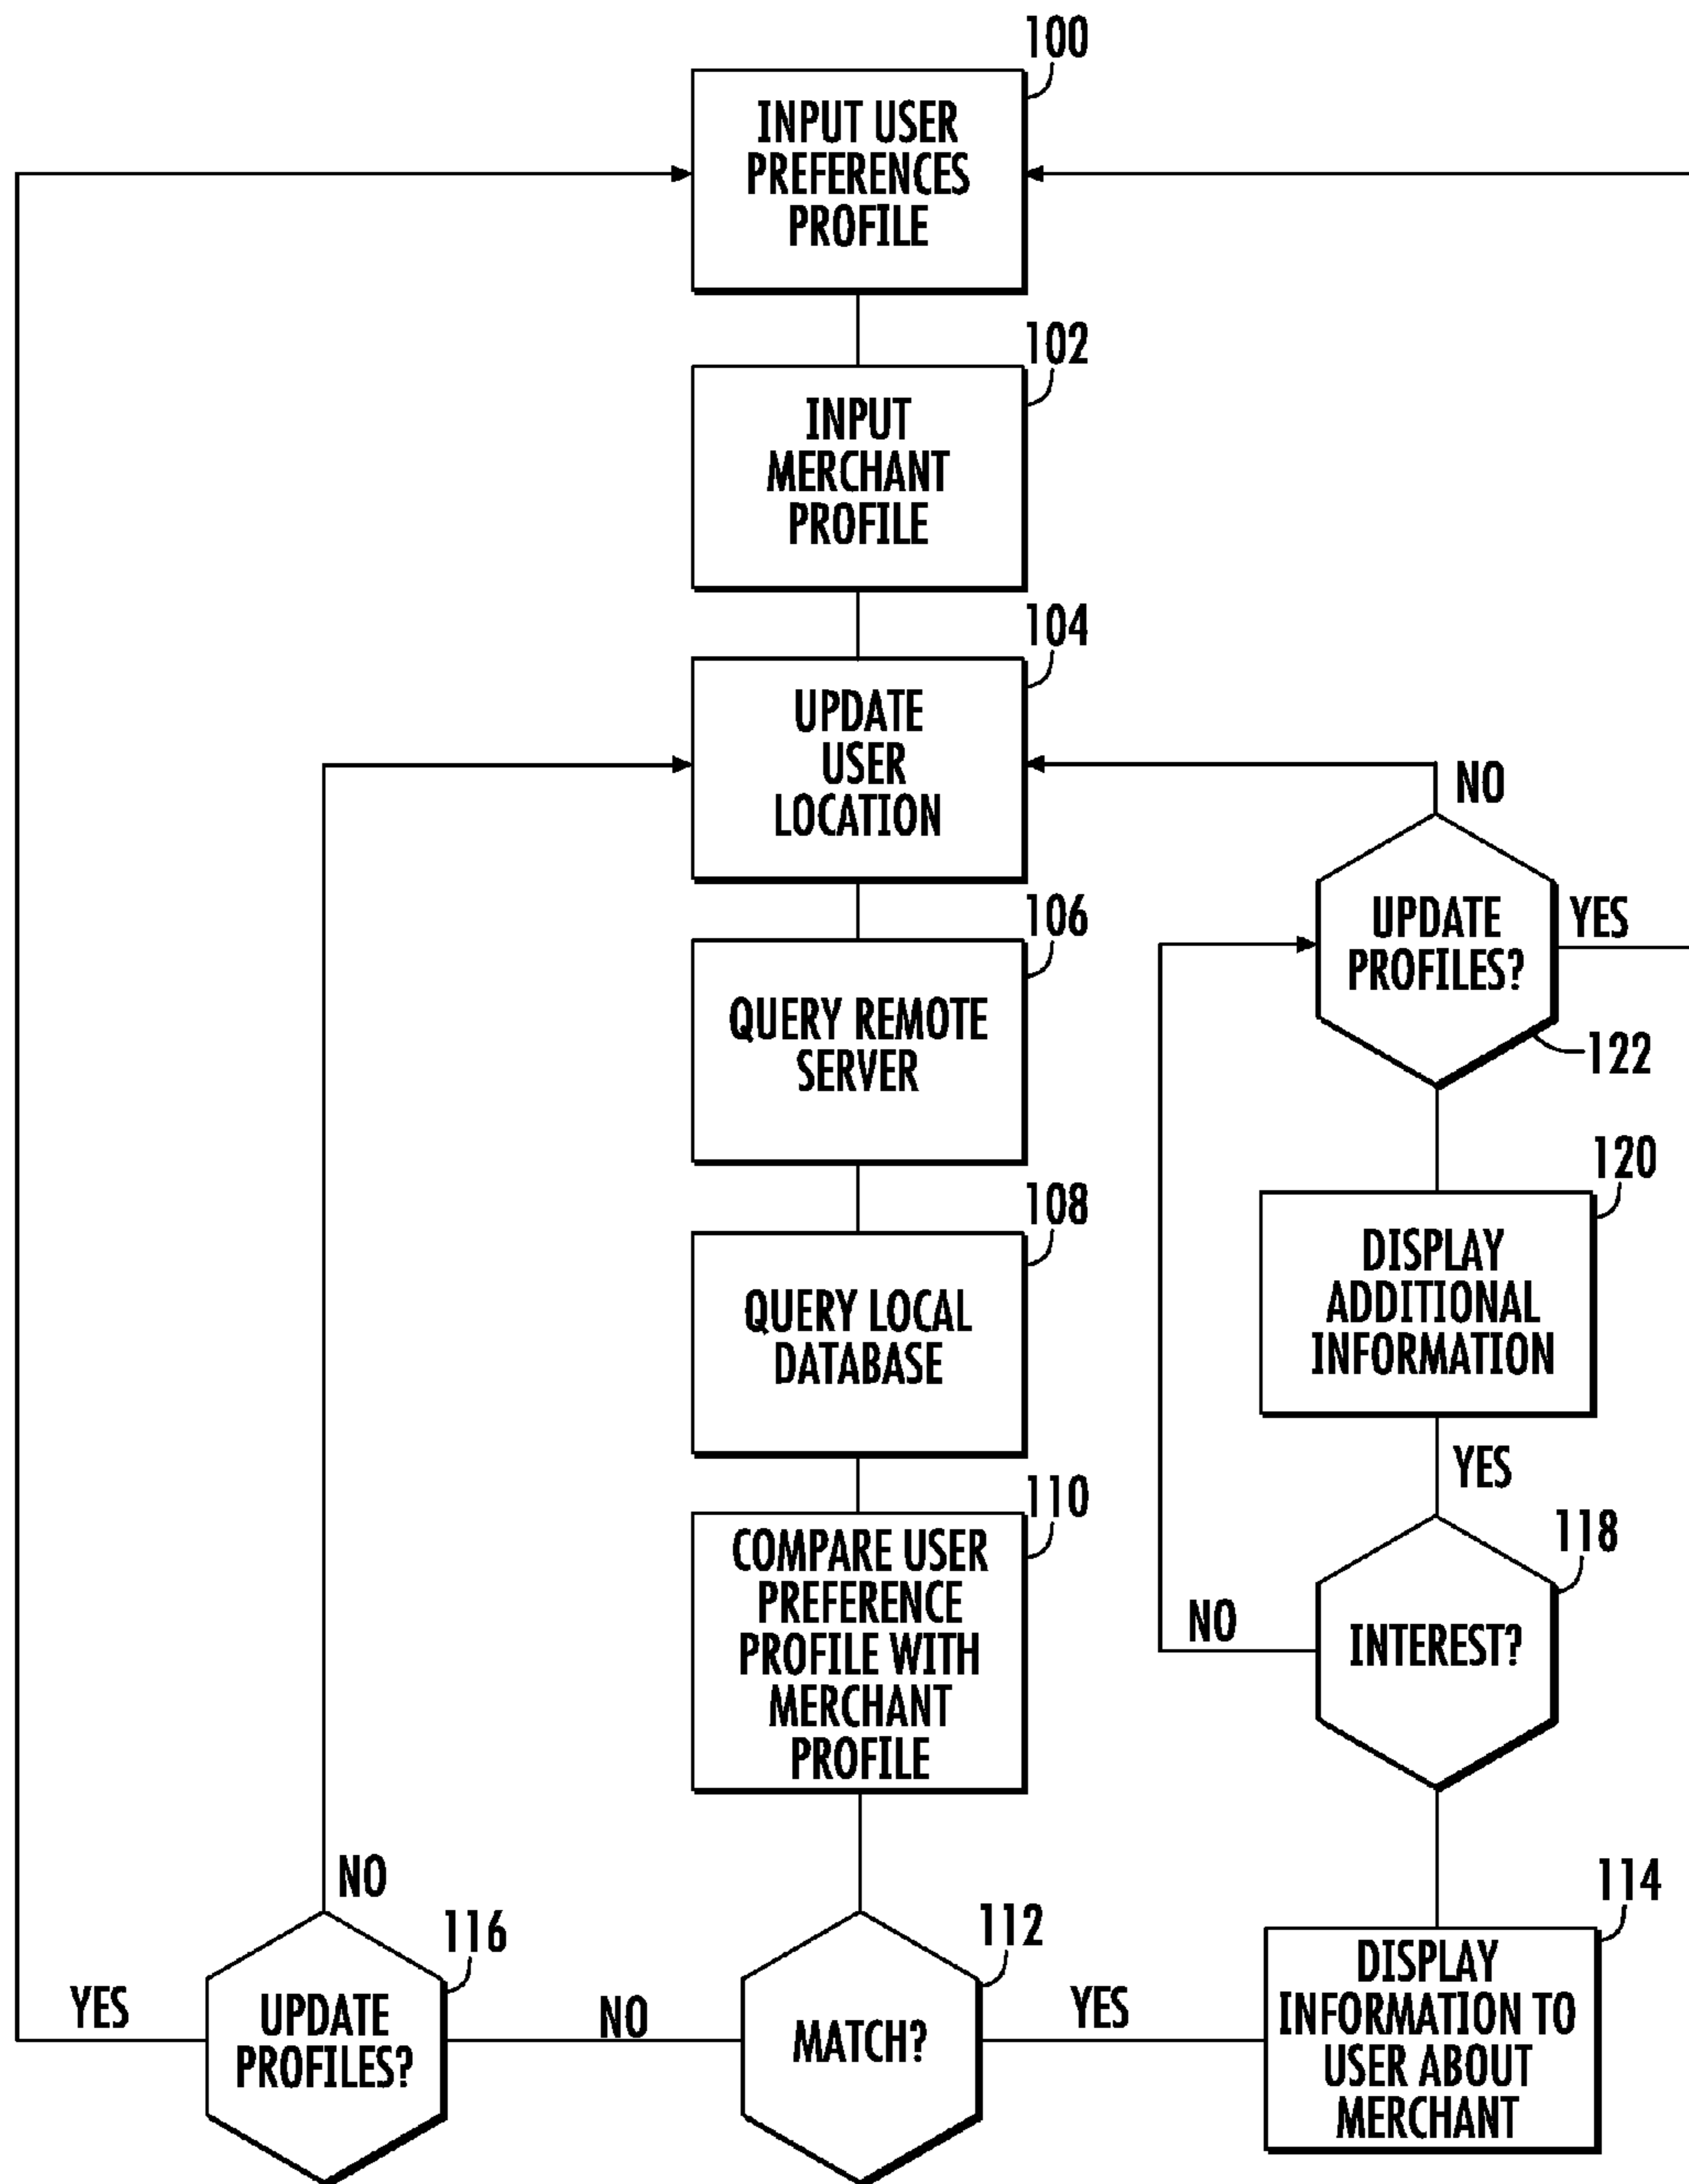 100
INPUT USER
PREFERENCES
PROFILE
102
INPUT
MERCHANT
PROFILE
104
UPDATE
USER
LOCATION
106
QUERY REMOTE
SERVER
108
QUERY LOCAL
DATABASE
110
COMPARE USER
PREFERENCE
PROFILE WITH
MERCHANT
PROFILE
112
MATCH?
NO
YES
116
UPDATE
PROFILES?
NO
YES
114
DISPLAY
INFORMATION TO
USER ABOUT
MERCHANT
118
INTEREST?
NO
YES
120
DISPLAY
ADDITIONAL
INFORMATION
122
UPDATE
PROFILES?
NO
YES